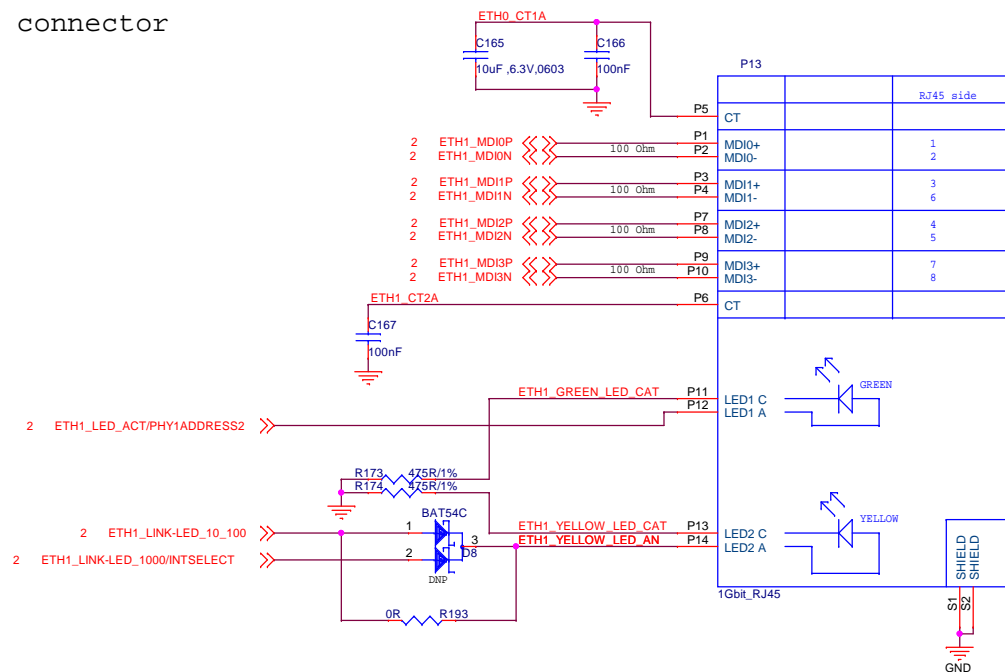 connector
ETH0_CT1A
C165
10uF ,6.3V,0603
C166
100nF
P13
RJ45 side
P5
CT
2 ETH1_MDI0P P1 MDI0+ 1
100 Ohm
2 ETH1_MDI0N P2 MDI0- 2
2 ETH1_MDI1P P3 MDI1+ 3
100 Ohm
2 ETH1_MDI1N P4 MDI1- 6
2 ETH1_MDI2P P7 MDI2+ 4
100 Ohm
2 ETH1_MDI2N P8 MDI2- 5
2 ETH1_MDI3P P9 MDI3+ 7
100 Ohm
2 ETH1_MDI3N P10 MDI3- 8
ETH1_CT2A P6 CT
C167
100nF
GREEN
ETH1_GREEN_LED_CAT P11 LED1 C
P12 LED1 A
2 ETH1_LED_ACT/PHY1ADDRESS2
R173 475R/1%
R174 475R/1%
BAT54C
YELLOW
2 ETH1_LINK-LED_10_100 1 ETH1_YELLOW_LED_CAT P13 LED2 C
3 ETH1_YELLOW_LED_AN P14 LED2 A
2 ETH1_LINK-LED_1000/INTSELECT 2 D8
DNP
SHIELD
SHIELD
1Gbit_RJ45
S1
S2
0R R193
GND